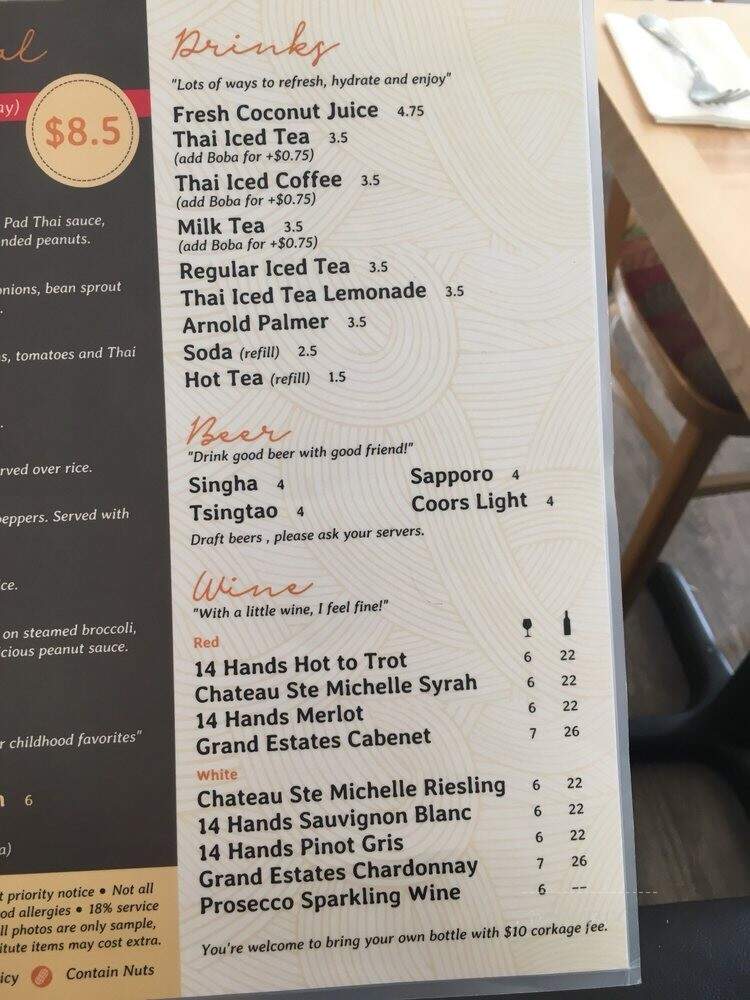 al
ay)
$8.5
Pad Thai sauce,
nded peanuts.
onions, bean sprout
s, tomatoes and Thai
rved over rice.
peppers. Served with
ce.
on steamed broccoli,
icious peanut sauce.
r childhood favorites"
6
a)
t priority notice • Not all
od allergies • 18% service
ll photos are only sample,
titute items may cost extra.
icy Contain Nuts
Drinks
"Lots of ways to refresh, hydrate and enjoy"
Fresh Coconut Juice 4.75
Thai Iced Tea 3.5
(add Boba for +$0.75)
Thai Iced Coffee 3.5
(add Boba for +$0.75)
Milk Tea 3.5
(add Boba for +$0.75)
Regular Iced Tea 3.5
Thai Iced Tea Lemonade 3.5
Arnold Palmer 3.5
Soda (refill) 2.5
Hot Tea (refill) 1.5
Beer
"Drink good beer with good friend!"
Singha 4 Sapporo 4
Tsingtao 4 Coors Light 4
Draft beers , please ask your servers.
Wine
"With a little wine, I feel fine!"
Red
14 Hands Hot to Trot 6 22
Chateau Ste Michelle Syrah 6 22
14 Hands Merlot 6 22
Grand Estates Cabenet 7 26
White
Chateau Ste Michelle Riesling 6 22
14 Hands Sauvignon Blanc 6 22
14 Hands Pinot Gris 6 22
Grand Estates Chardonnay 7 26
Prosecco Sparkling Wine 6 --
You're welcome to bring your own bottle with $10 corkage fee.